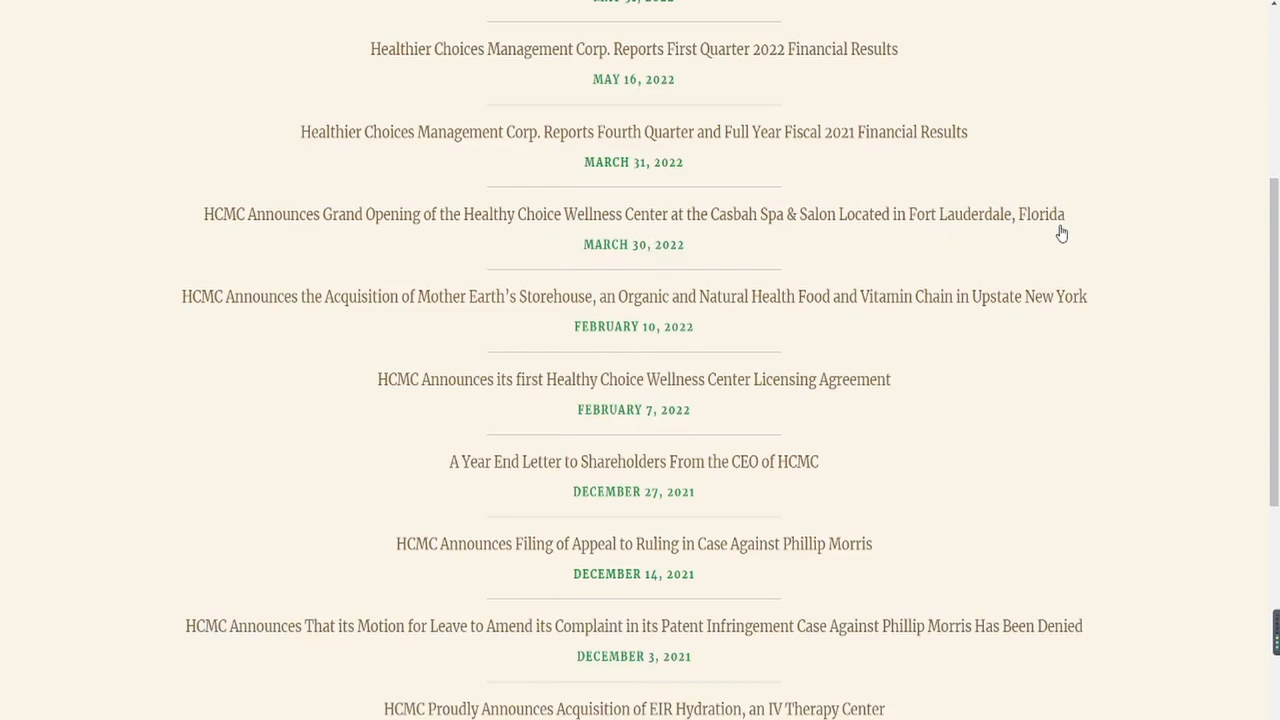 Healthier Choices Management Corp. Reports First Quarter 2022 Financial Results
MAY 16, 2022
Healthier Choices Management Corp. Reports Fourth Quarter and Full Year Fiscal 2021 Financial Results
MARCH 31, 2022
HCMC Announces Grand Opening of the Healthy Choice Wellness Center at the Casbah Spa & Salon Located in Fort Lauderdale, Florida
MARCH 30, 2022
HCMC Announces the Acquisition of Mother Earth’s Storehouse, an Organic and Natural Health Food and Vitamin Chain in Upstate New York
FEBRUARY 10, 2022
HCMC Announces its first Healthy Choice Wellness Center Licensing Agreement
FEBRUARY 7, 2022
A Year End Letter to Shareholders From the CEO of HCMC
DECEMBER 27, 2021
HCMC Announces Filing of Appeal to Ruling in Case Against Phillip Morris
DECEMBER 14, 2021
HCMC Announces That its Motion for Leave to Amend its Complaint in its Patent Infringement Case Against Phillip Morris Has Been Denied
DECEMBER 3, 2021
HCMC Proudly Announces Acquisition of EIR Hydration, an IV Therapy Center